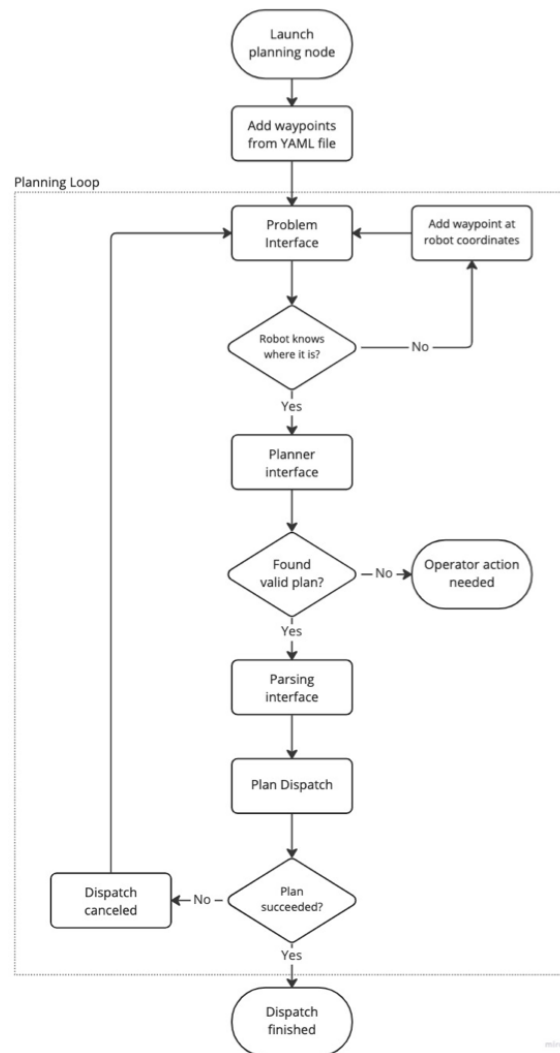 Launch
planning node
Add waypoints
from YAML file
Planning Loop
Problem
Interface
Add waypoint at
robot coordinates
Robot knows
where it is?
No
Yes
Planner
interface
Found
valid plan?
No
Operator action
needed
Yes
Parsing
interface
Plan Dispatch
Dispatch
canceled
No
Plan
succeeded?
Yes
Dispatch
finished